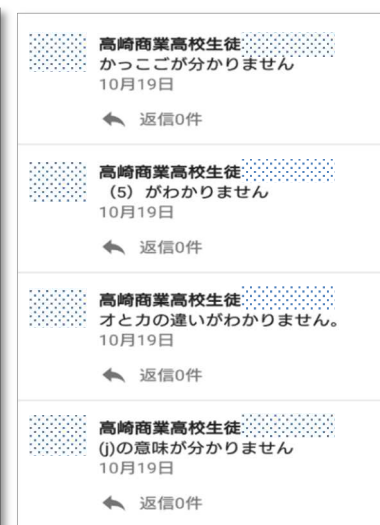 高崎商業高校生徒
かっこごが分かりません
10月19日
返信0件
高崎商業高校生徒
（5）がわかりません
10月19日
返信0件
高崎商業高校生徒
オとカの違いがわかりません。
10月19日
返信0件
高崎商業高校生徒
(j)の意味が分かりません
10月19日
返信0件